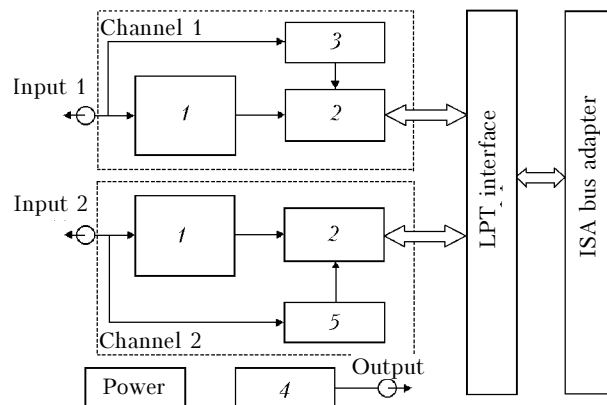 Channel 1
3
Input 1
1
2
Input 2
1
2
5
Channel 2
Output
Power
4
LPT interface
ISA bus adapter